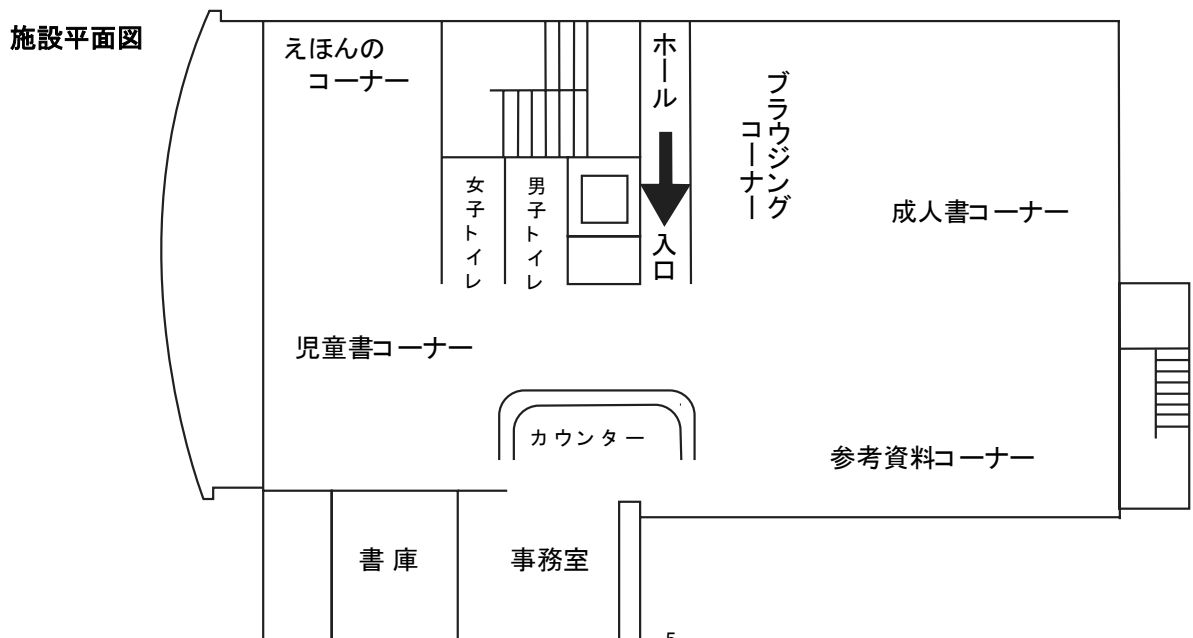 施設平面図
えほんの
コーナー
ホール
入口
ブラウジング
コーナー
成人書コーナー
女子トイレ
男子トイレ
児童書コーナー
カウンター
参考資料コーナー
書庫
事務室